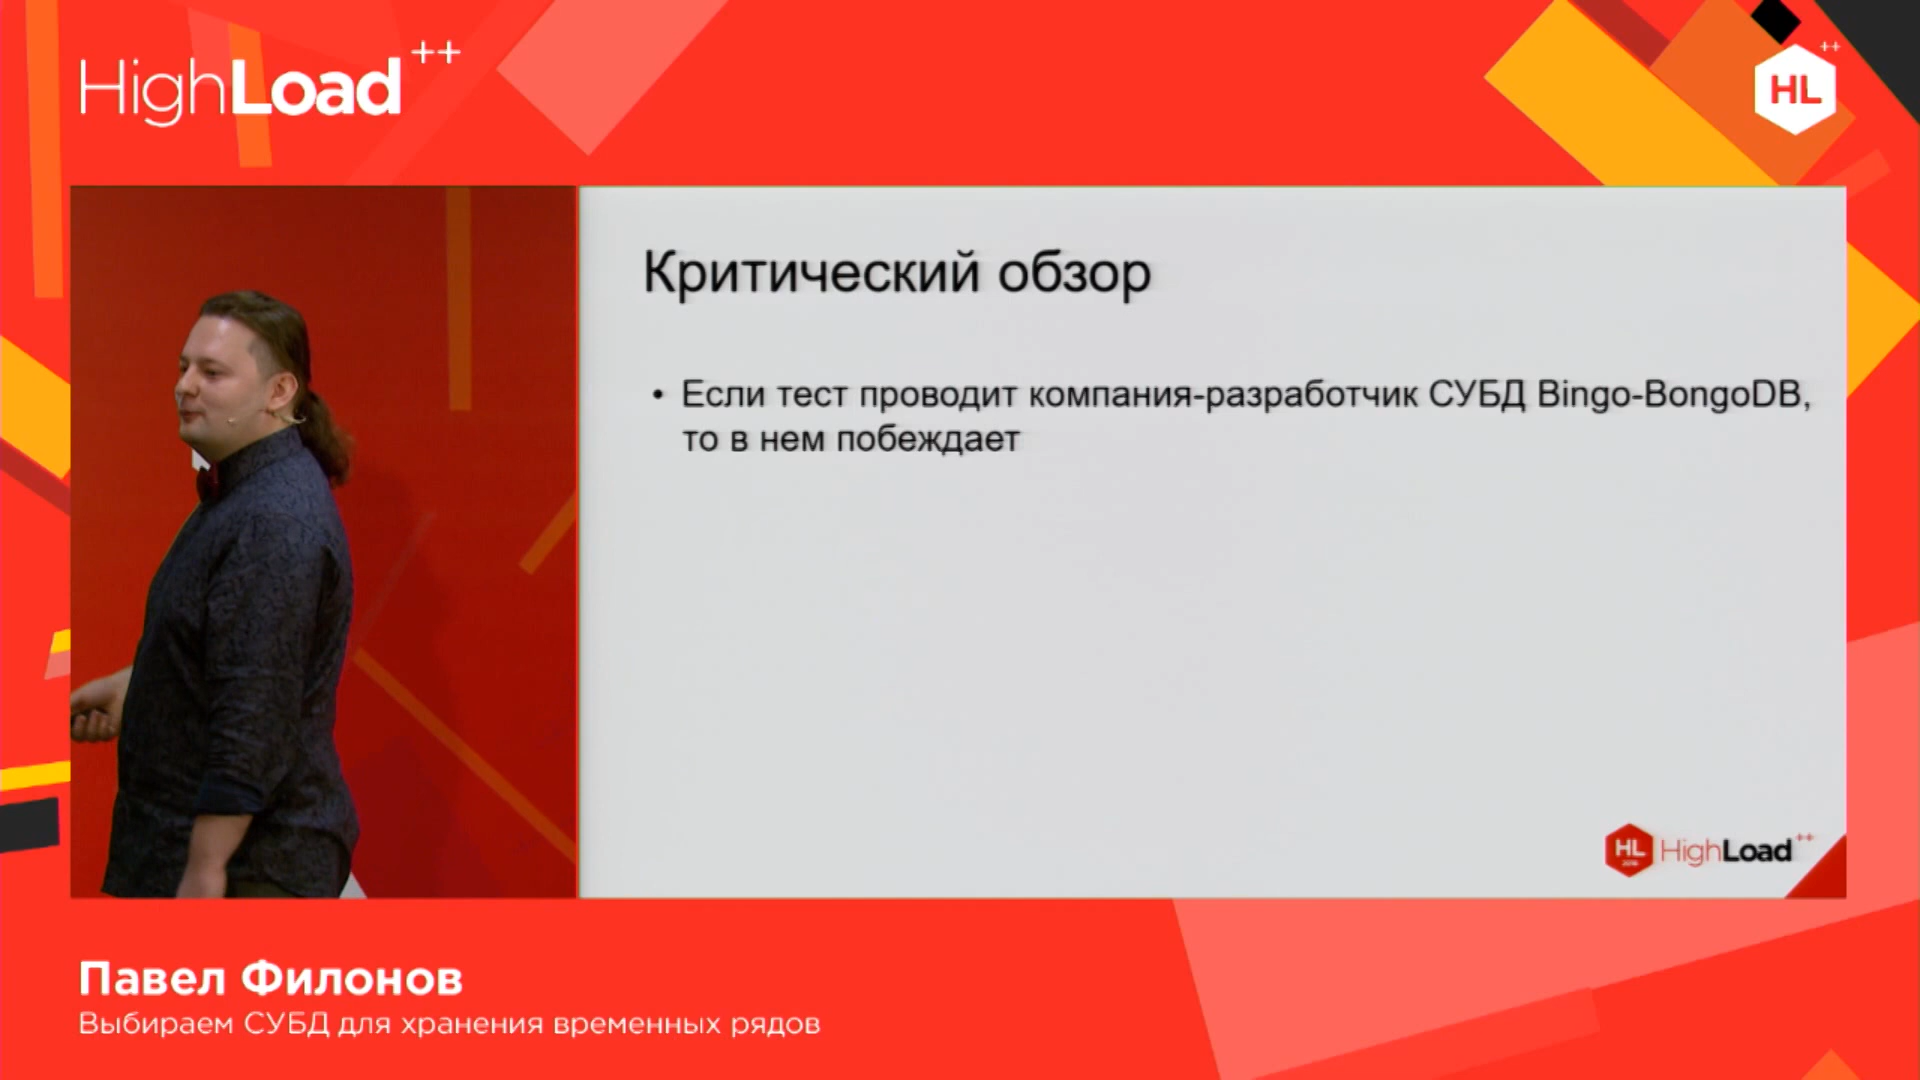 HighLoad++
HL++
Критический обзор
• Если тест проводит компания-разработчик СУБД Bingo-BongoDB,
то в нем побеждает
HL
HighLoad++
Павел Филонов
Выбираем СУБД для хранения временных рядов